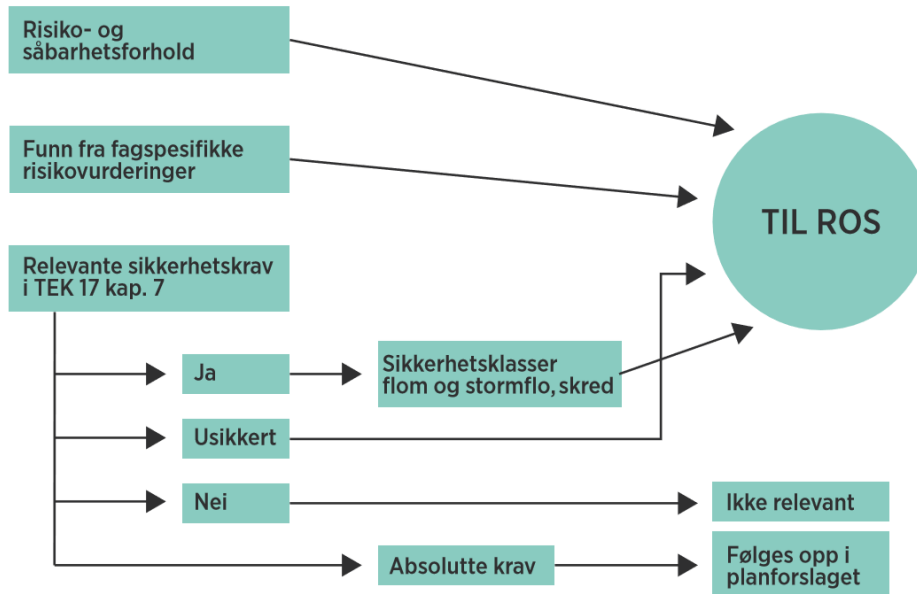 Risiko- og
såbarhetsforhold
Funn fra fagspesifikke
risikovurderinger
TIL ROS
Relevante sikkerhetskrav
i TEK 17 kap. 7
Ja
Sikkerhetsklasser
flom og stormflo, skred
Usikkert
Nei
Ikke relevant
Absolutte krav
Følges opp i
planforslaget